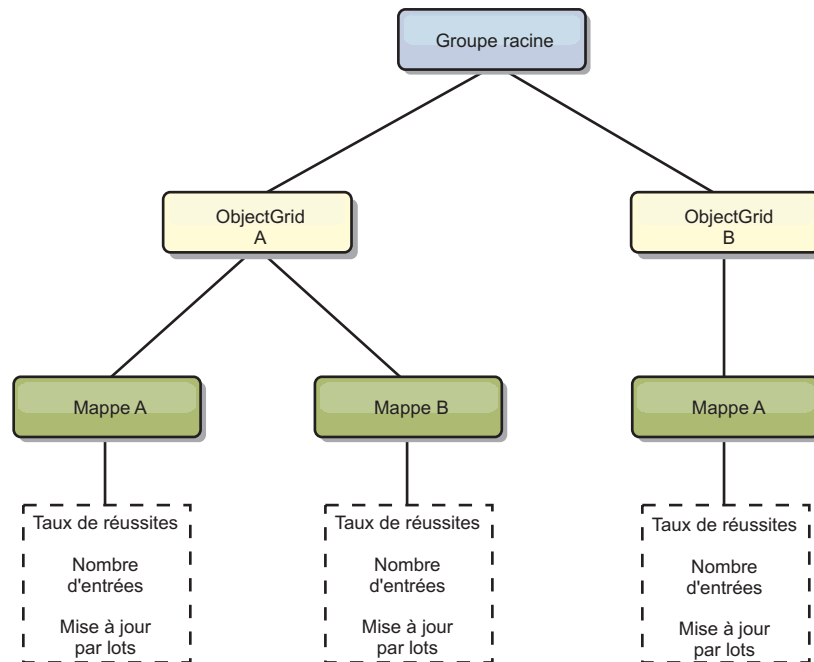 Groupe racine
ObjectGrid
A
ObjectGrid
B
Mappe A
Mappe B
Mappe A
Taux de réussites
Nombre
d'entrées
Mise à jour
par lots
Taux de réussites
Nombre
d'entrées
Mise à jour
par lots
Taux de réussites
Nombre
d'entrées
Mise à jour
par lots